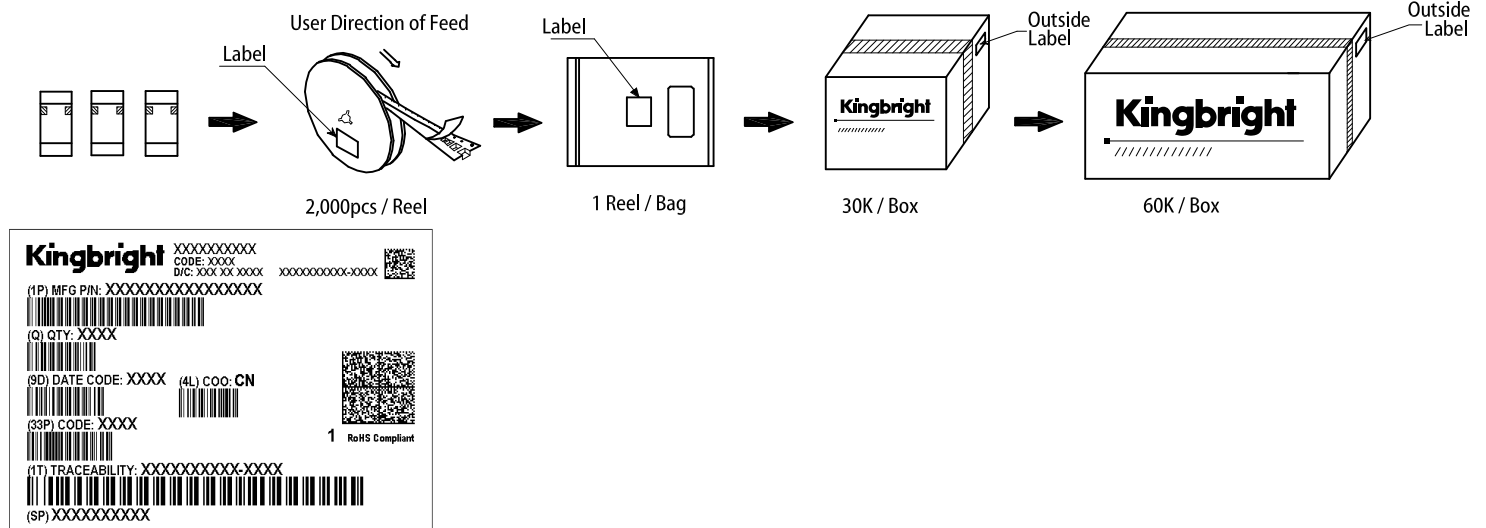 User Direction of Feed
Label
Label
Outside
Label
Outside
Label
Kingbright
Kingbright
2,000pcs / Reel
1 Reel / Bag
30K / Box
60K / Box
Kingbright
XXXXXXXXXX
CODE: XXXX
D/C: XXX XX XXXX XXXXXXXXXX-XXXX
(1P) MFG P/N: XXXXXXXXXXXXXXXX
(Q) QTY: XXXX
(9D) DATE CODE: XXXX (4L) COO: CN
(33P) CODE: XXXX
1 RoHS Compliant
(1T) TRACEABILITY: XXXXXXXXXX-XXXX
(SP) XXXXXXXXXX